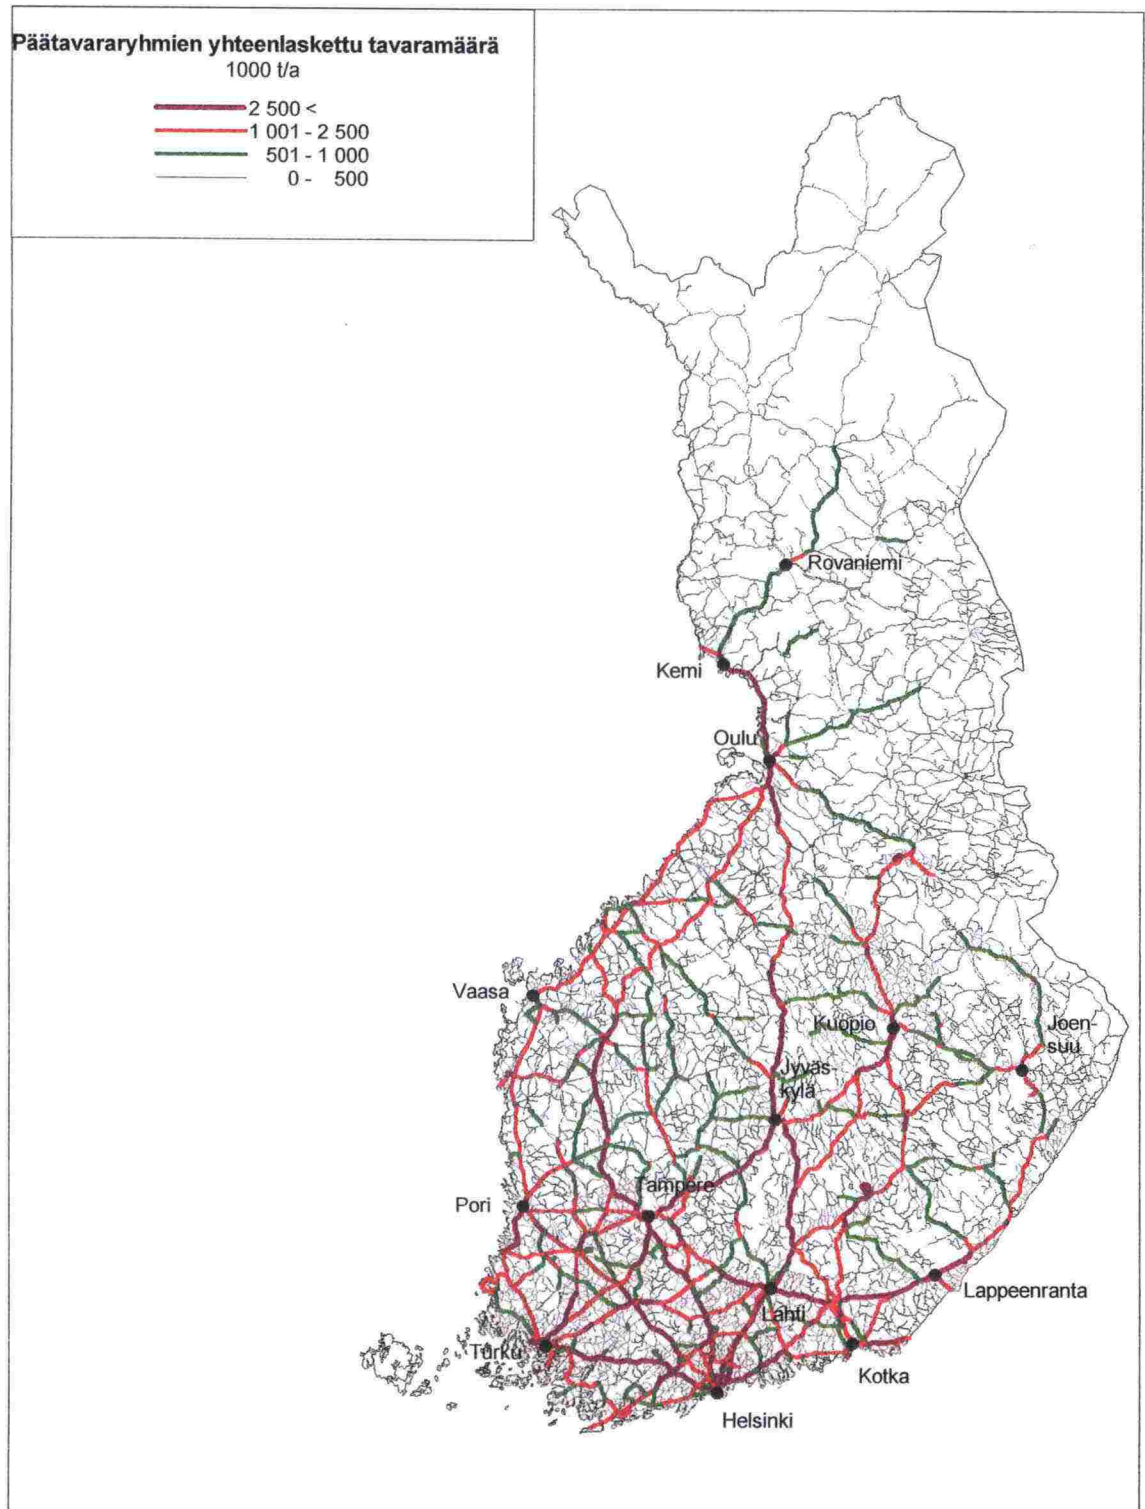 Päätavararyhmien yhteenlaskettu tavaramäärä
1000 t/a
2 500 <
1 001 - 2 500
501 - 1 000
0 - 500
Rovaniemi
Kemi
Oulu
Vaasa
Kuopio
Joen-
suu
Jyväs-
kylä
Tampere
Pori
Lappeenranta
Lahti
Turku
Kotka
Helsinki